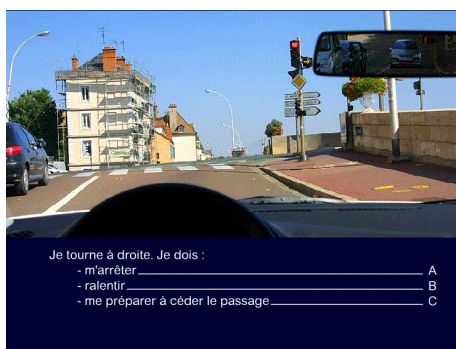 Je tourne à droite. Je dois :
- m'arrêter A
- ralentir B
- me préparer à céder le passage C